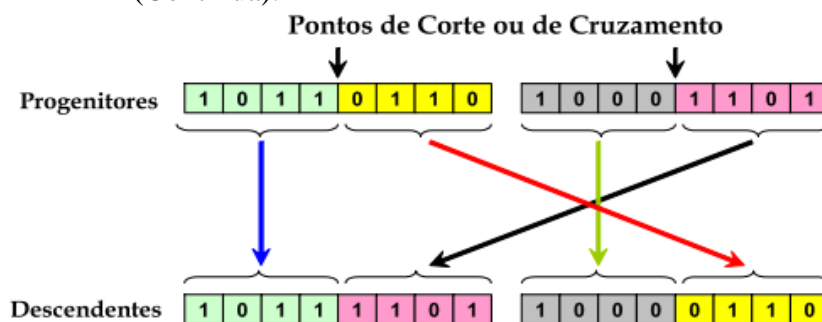 (Continua).
Pontos de Corte ou de Cruzamento
Progenitores 1 0 1 1 0 1 1 0 1 0 0 0 1 1 0 1
Descendentes 1 0 1 1 1 1 0 1 1 0 0 0 0 1 1 0